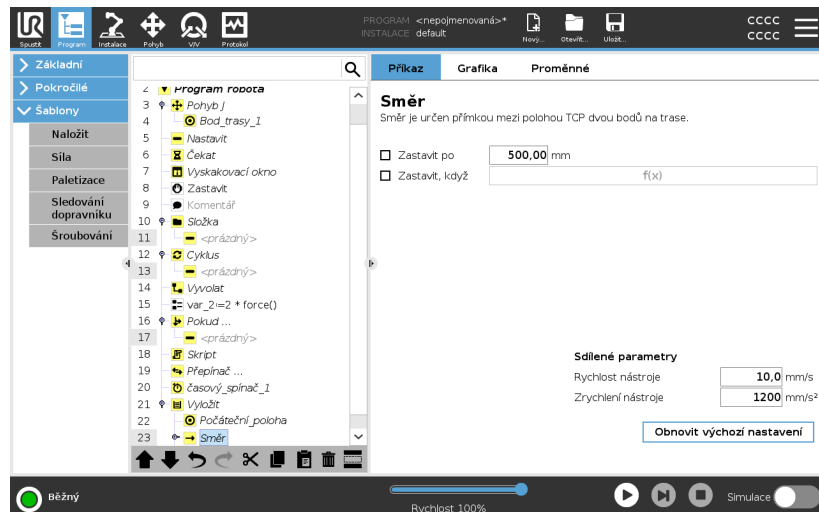 PROGRAM <nepojmenovaná>*
INSTALACE default
CCCC
CCCC
Spustit
Program
Instalace
Pohyb
V/V
Protokol
Nový...
Otevřít...
Uložit...
Základní
Pokročilé
Šablony
Naložit
Síla
Paletizace
Sledování
dopravníku
Šroubování
2 Program robota
3 Pohyb J
4 Bod_trasy_1
5 Nastavit
6 Čekat
7 Vyskakovací okno
8 Zastavit
9 Komentář
10 Složka
11 <prázdný>
12 Cyklus
13 <prázdný>
14 Vyvolat
15 var_2:=2 * force()
16 Pokud ...
17 <prázdný>
18 Skript
19 Přepínač ...
20 časový_spínač_1
21 Vyložit
22 Počáteční_poloha
23 Směr
Příkaz
Grafika
Proměnné
Směr
Směr je určen přímkou mezi polohou TCP dvou bodů na trase.
Zastavit po 500,00 mm
Zastavit, když f(x)
Sdílené parametry
Rychlost nástroje 10,0 mm/s
Zrychlení nástroje 1200 mm/s²
Obnovit výchozí nastavení
Běžný
Rychlost 100%
Simulace